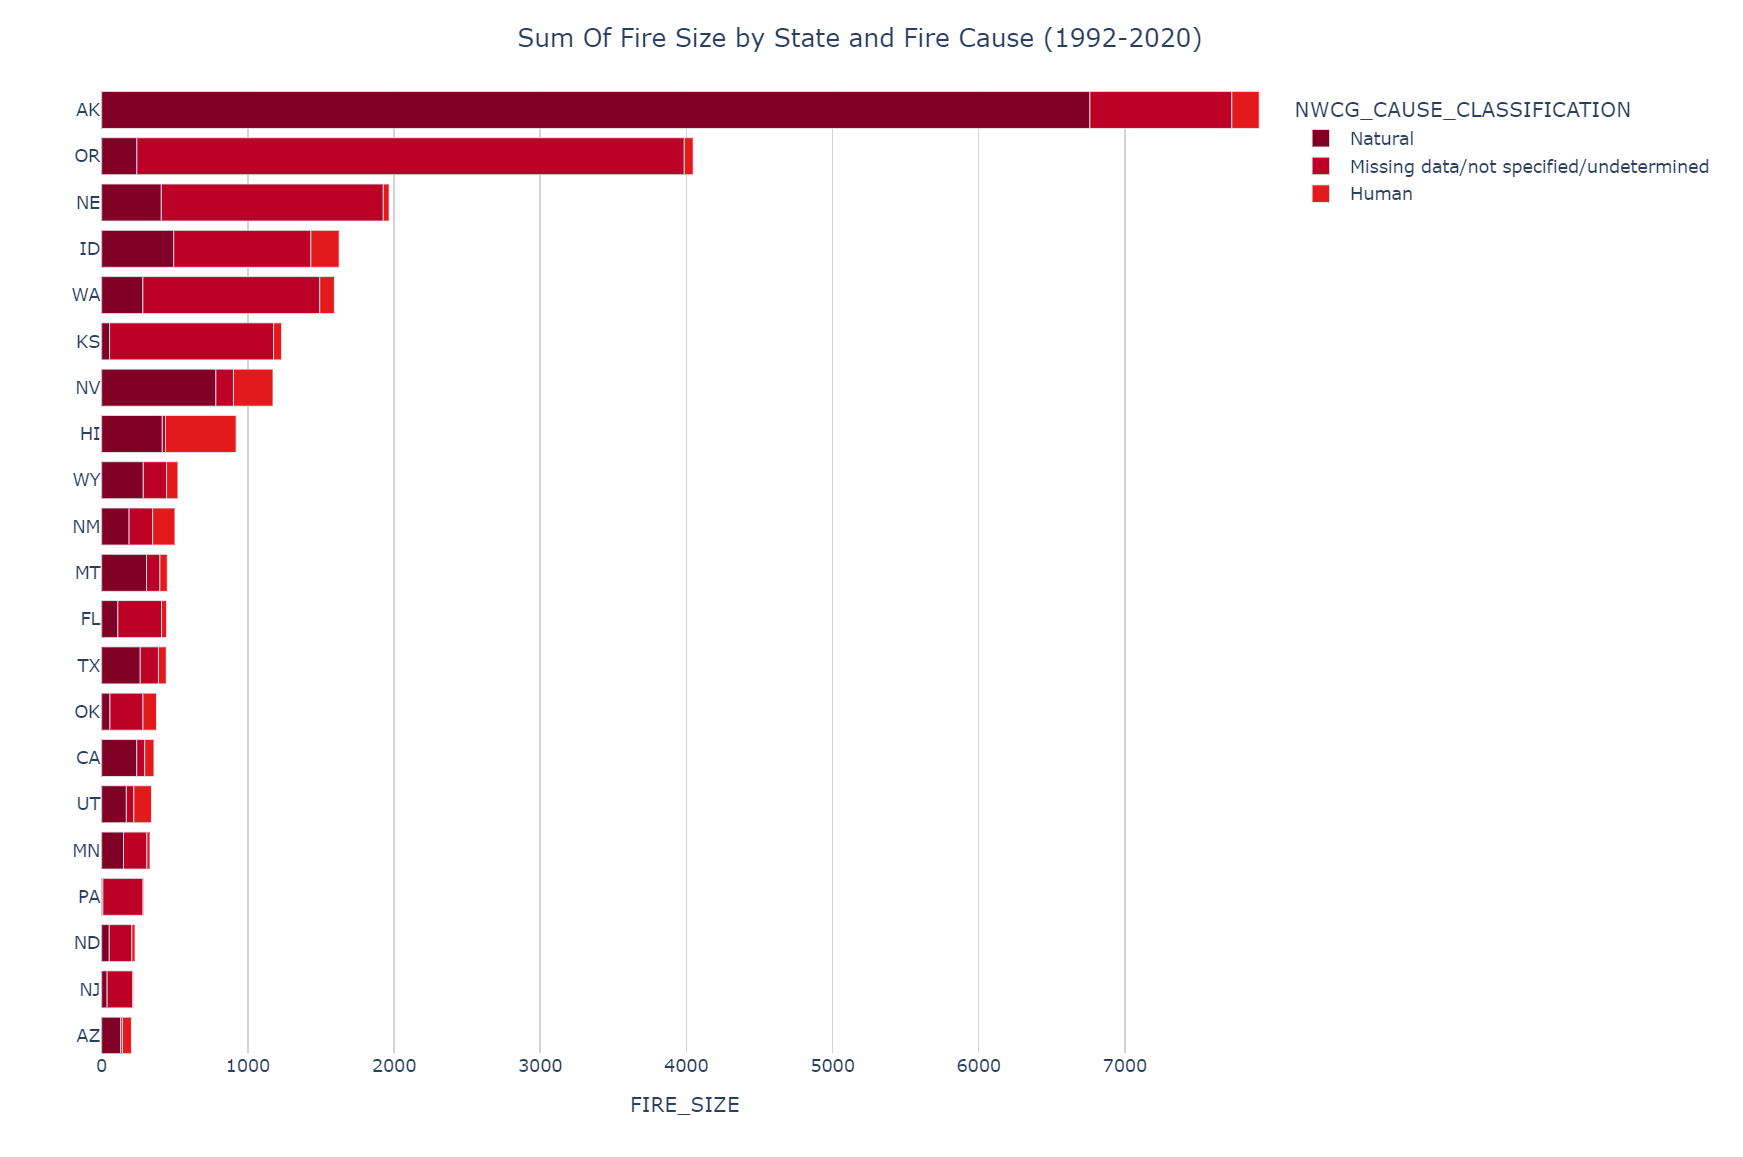 Sum Of Fire Size by State and Fire Cause (1992-2020)
NWCG_CAUSE_CLASSIFICATION
Natural
Missing data/not specified/undetermined
Human
AK
OR
NE
ID
WA
KS
NV
HI
WY
NM
MT
FL
TX
OK
CA
UT
MN
PA
ND
NJ
AZ
0 1000 2000 3000 4000 5000 6000 7000
FIRE_SIZE